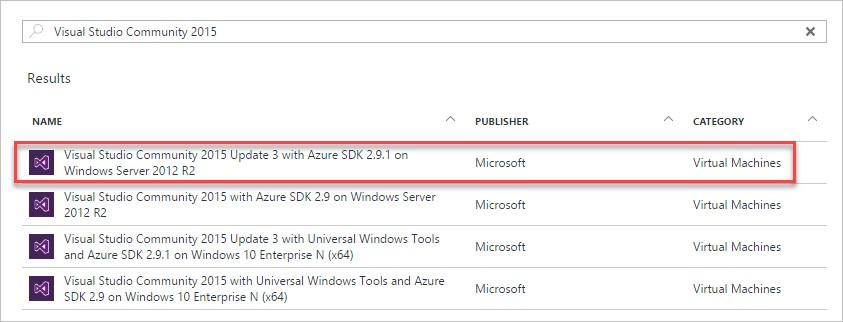 Visual Studio Community 2015
Results
NAME PUBLISHER CATEGORY
Visual Studio Community 2015 Update 3 with Azure SDK 2.9.1 on
Windows Server 2012 R2
Microsoft
Virtual Machines
Visual Studio Community 2015 with Azure SDK 2.9 on Windows Server
2012 R2
Microsoft
Virtual Machines
Visual Studio Community 2015 Update 3 with Universal Windows Tools
and Azure SDK 2.9.1 on Windows 10 Enterprise N (x64)
Microsoft
Virtual Machines
Visual Studio Community 2015 with Universal Windows Tools and Azure
SDK 2.9 on Windows 10 Enterprise N (x64)
Microsoft
Virtual Machines